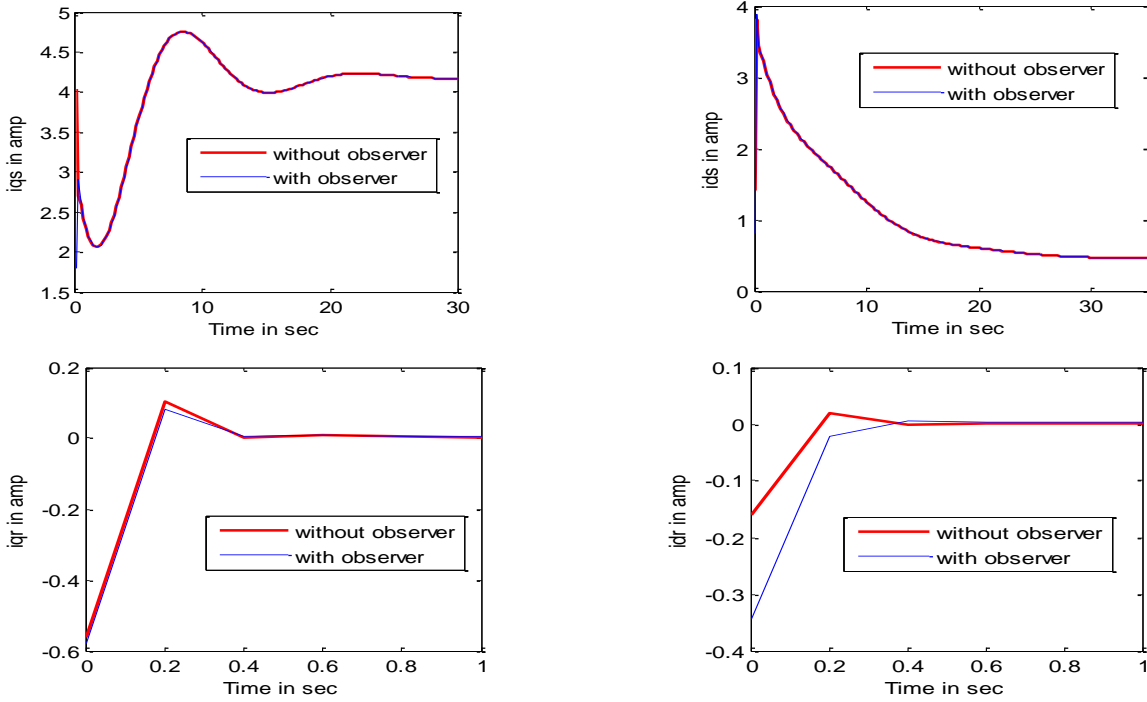 5
4.5
4
3.5
3
2.5
2
1.5
iqs in amp
without observer
with observer
0 10 20 30
Time in sec
4
3
2
1
0
ids in amp
without observer
with observer
0 10 20 30
Time in sec
0.2
0
-0.2
-0.4
-0.6
iqr in amp
without observer
with observer
0 0.2 0.4 0.6 0.8 1
Time in sec
0.1
0
-0.1
-0.2
-0.3
-0.4
idr in amp
without observer
with observer
0 0.2 0.4 0.6 0.8 1
Time in sec